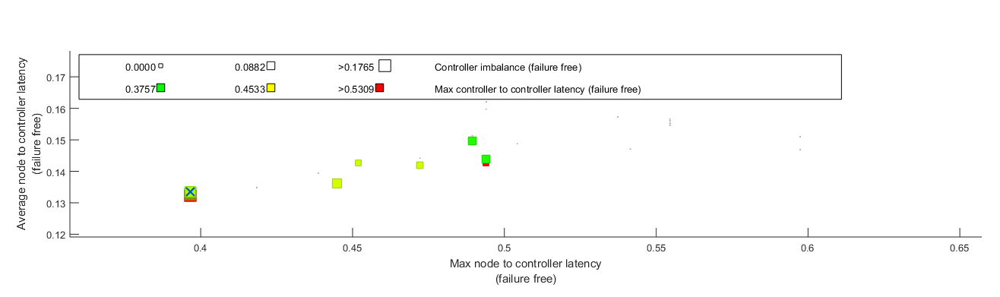 0.0000 0.0882 >0.1765 Controller imbalance (failure free)
0.3757 0.4533 >0.5309 Max controller to controller latency (failure free)
Average node to controller latency
(failure free)
0.17
0.16
0.15
0.14
0.13
0.12
0.4 0.45 0.5 0.55 0.6 0.65
Max node to controller latency
(failure free)